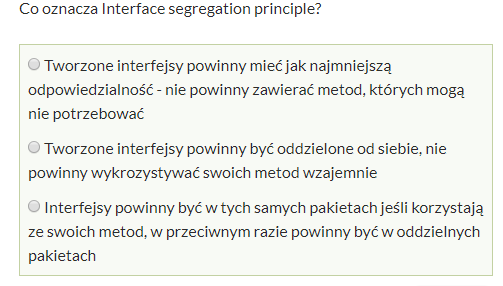 Co oznacza Interface segregation principle?
Tworzone interfejsy powinny mieć jak najmniejszą
odpowiedzialność - nie powinny zawierać metod, których mogą
nie potrzebować
Tworzone interfejsy powinny być oddzielone od siebie, nie
powinny wykrozystywać swoich metod wzajemnie
Interfejsy powinny być w tych samych pakietach jeśli korzystają
ze swoich metod, w przeciwnym razie powinny być w oddzielnych
pakietach